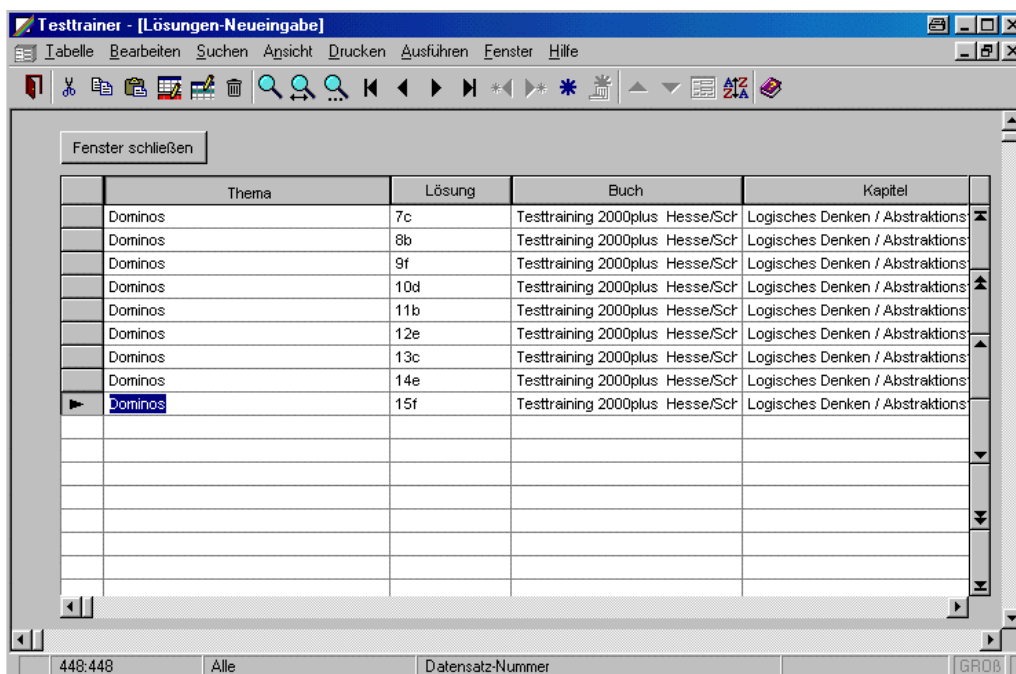 Testtrainer - [Lösungen-Neueingabe]
Tabelle Bearbeiten Suchen Ansicht Drucken Ausführen Fenster Hilfe
Fenster schließen
Thema Lösung Buch Kapitel
Dominos 7c Testtraining 2000plus Hesse/Sch Logisches Denken / Abstraktions
Dominos 8b Testtraining 2000plus Hesse/Sch Logisches Denken / Abstraktions
Dominos 9f Testtraining 2000plus Hesse/Sch Logisches Denken / Abstraktions
Dominos 10d Testtraining 2000plus Hesse/Sch Logisches Denken / Abstraktions
Dominos 11b Testtraining 2000plus Hesse/Sch Logisches Denken / Abstraktions
Dominos 12e Testtraining 2000plus Hesse/Sch Logisches Denken / Abstraktions
Dominos 13c Testtraining 2000plus Hesse/Sch Logisches Denken / Abstraktions
Dominos 14e Testtraining 2000plus Hesse/Sch Logisches Denken / Abstraktions
Dominos 15f Testtraining 2000plus Hesse/Sch Logisches Denken / Abstraktions
448:448 Alle Datensatz-Nummer GROß